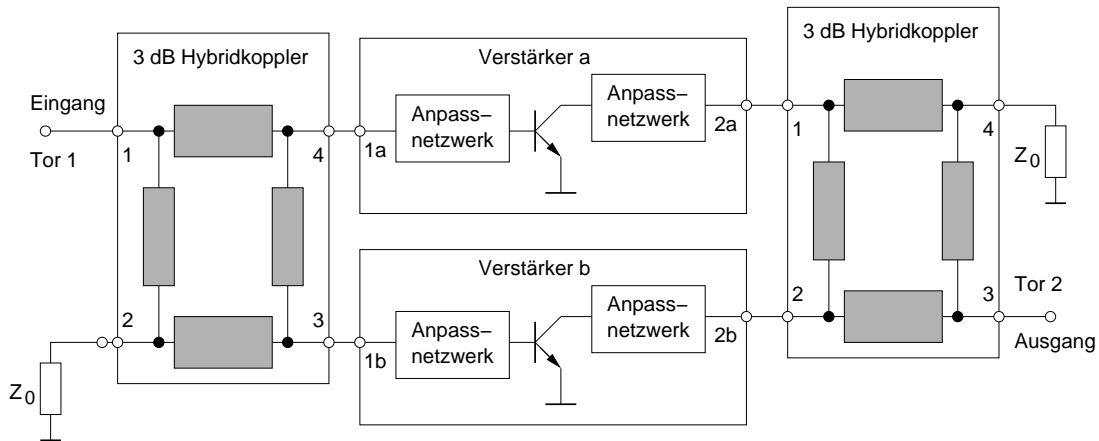 3 dB Hybridkoppler
Eingang
Tor 1
1
4
2
3
Z0
Verstärker a
1a
Anpass–
netzwerk
Anpass–
netzwerk
2a
Verstärker b
1b
Anpass–
netzwerk
Anpass–
netzwerk
2b
3 dB Hybridkoppler
1
4
2
3
Z0
Tor 2
Ausgang